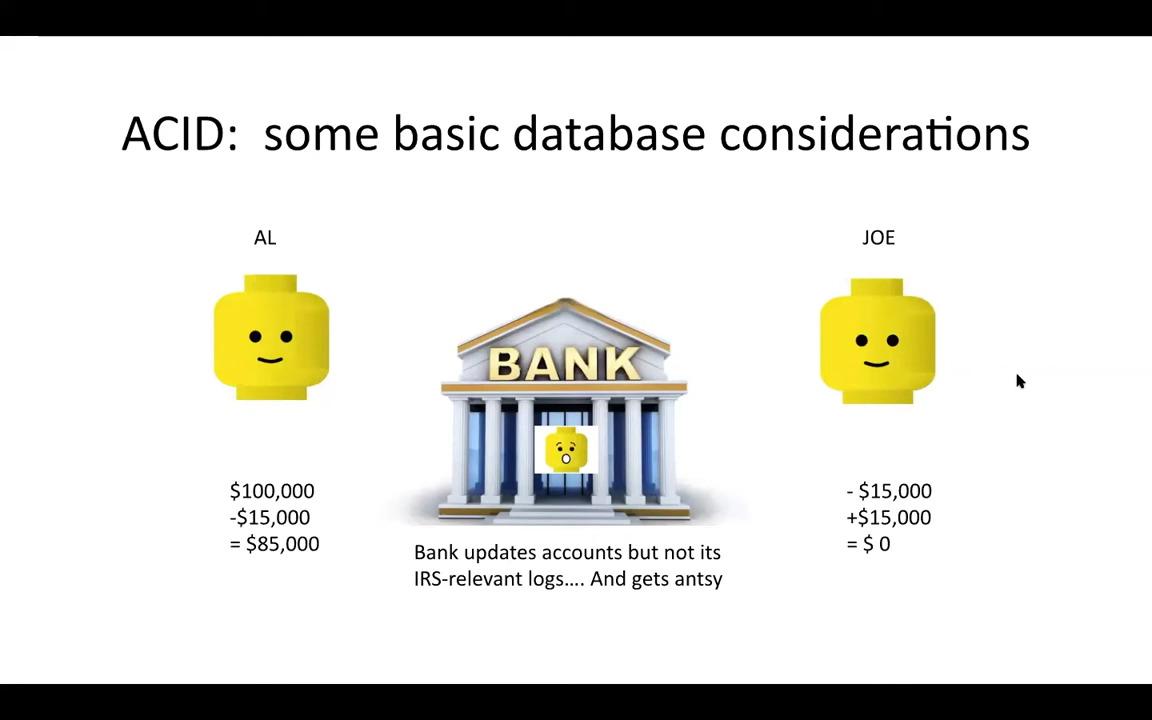 ACID: some basic database considerations
AL
JOE
BANK
$100,000
-$15,000
= $85,000
- $15,000
+$15,000
= $ 0
Bank updates accounts but not its
IRS-relevant logs…. And gets antsy